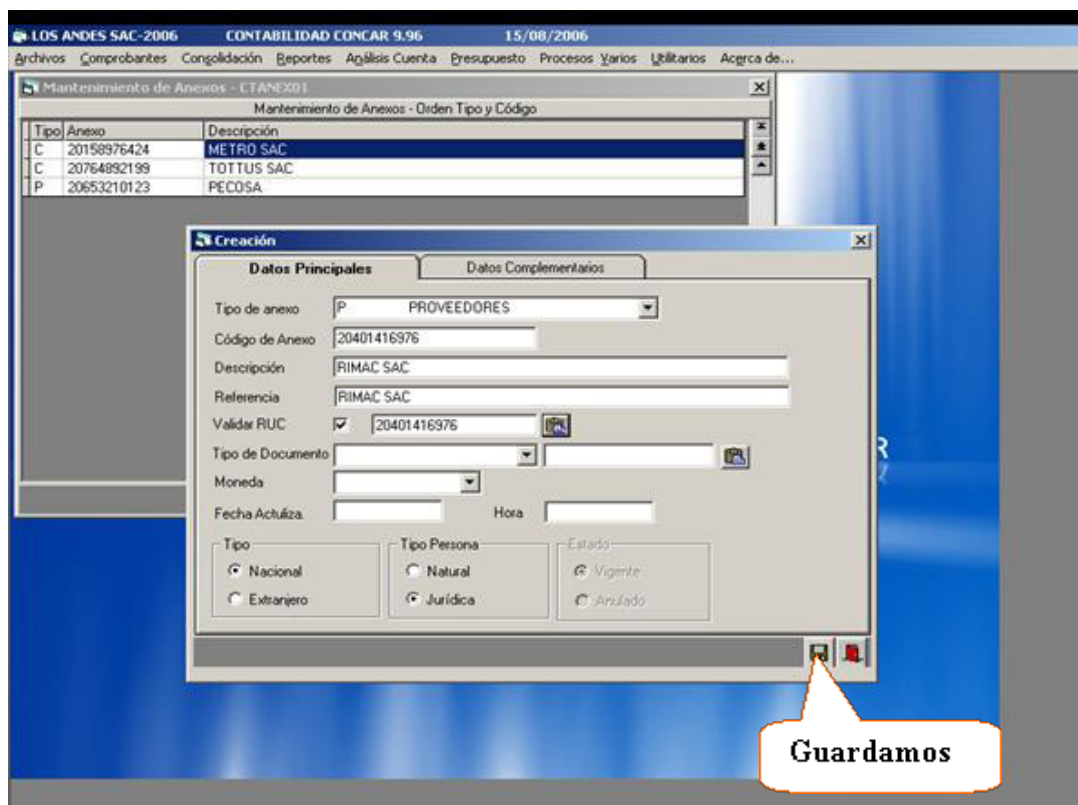 LOS ANDES SAC-2006 CONTABILIDAD CONCAR 9.96 15/08/2006
Archivos Comprobantes Consolidación Reportes Análisis Cuenta Presupuesto Procesos Varios Utilitarios Acerca de...
Mantenimiento de Anexos - CTANEX01
Mantenimiento de Anexos - Orden Tipo y Código
Tipo Anexo Descripción
C 20158976424 METRO SAC
C 20764892199 TOTTUS SAC
P 20653210123 PECOSA
Creación
Datos Principales Datos Complementarios
Tipo de anexo P PROVEEDORES
Código de Anexo 20401416976
Descripción RIMAC SAC
Referencia RIMAC SAC
Validar RUC 20401416976
Tipo de Documento
Moneda
Fecha Actuliza. Hora
Tipo Tipo Persona Estado
Nacional Natural Vigente
Extranjero Jurídica Anulado
R
Guardamos